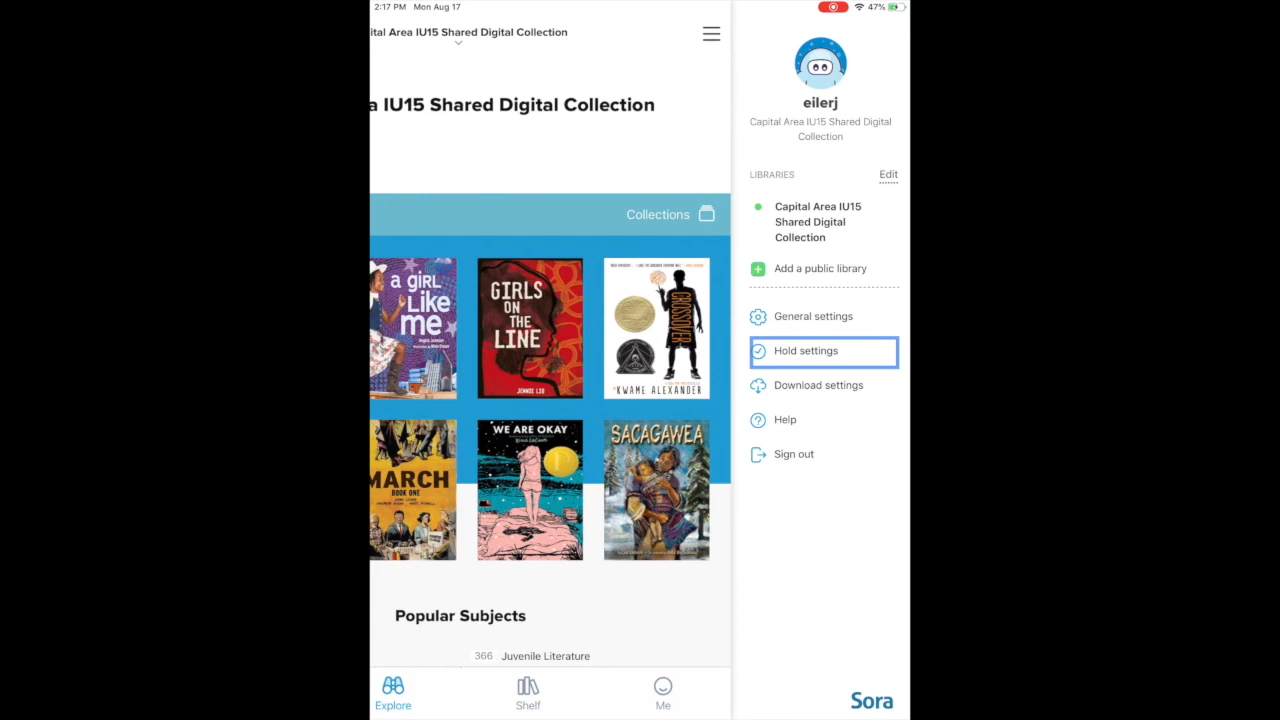 2:17 PM Mon Aug 17
47%
ital Area IU15 Shared Digital Collection
a IU15 Shared Digital Collection
Collections
a GiRL
LiKe
Me
GIRLS
ON THE
LINE
JENNIE LIU
CROSSOVER
KWAME ALEXANDER
MARCH
BOOK ONE
WE ARE OKAY
SACAGAWEA
Popular Subjects
366 Juvenile Literature
Explore
Shelf
Me
eilerj
Capital Area IU15 Shared Digital
Collection
LIBRARIES
Edit
Capital Area IU15
Shared Digital
Collection
Add a public library
General settings
Hold settings
Download settings
Help
Sign out
Sora